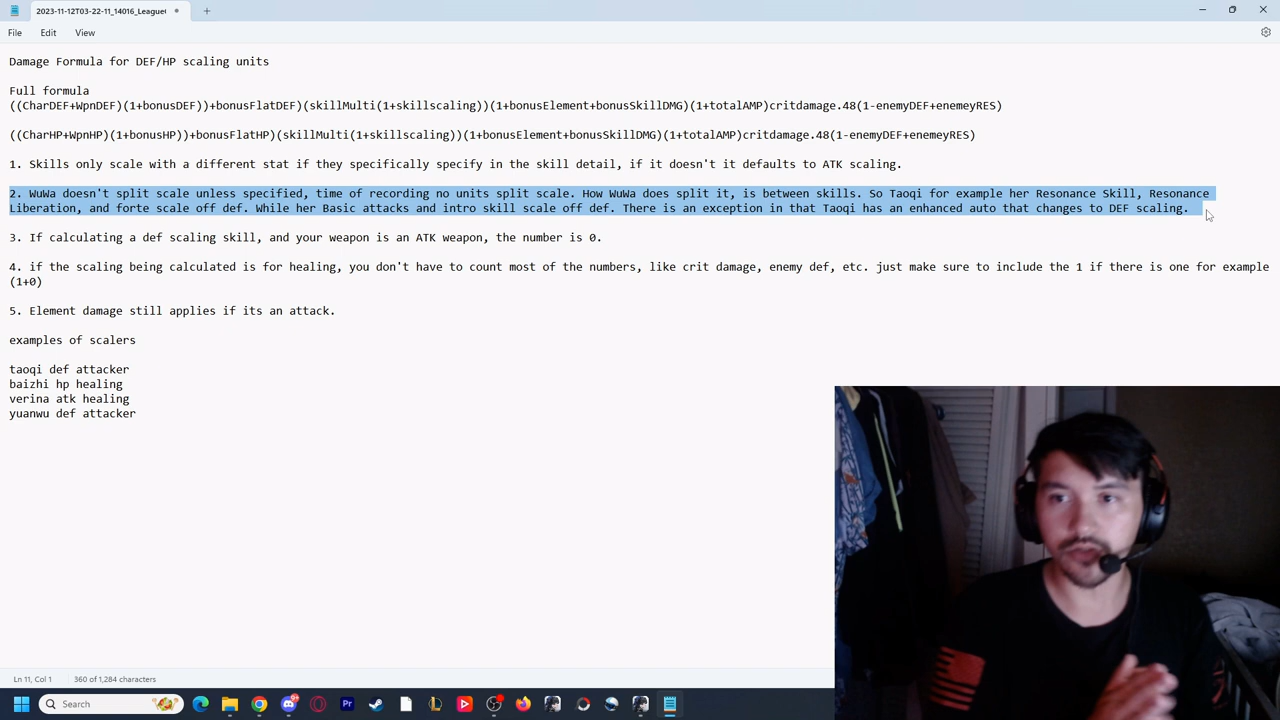 2023-11-12T03-22-11_14016_League
File
Edit
View
Damage Formula for DEF/HP scaling units
Full formula
((CharDEF+WpnDEF)(1+bonusDEF))+bonusFlatDEF)(skillMulti(1+skillscaling))(1+bonusElement+bonusSkillDMG)(1+totalAMP)critdamage.48(1-enemyDEF+enemeyRES)
((CharHP+WpnHP)(1+bonusHP))+bonusFlatHP)(skillMulti(1+skillscaling))(1+bonusElement+bonusSkillDMG)(1+totalAMP)critdamage.48(1-enemyDEF+enemeyRES)
1. Skills only scale with a different stat if they specifically specify in the skill detail, if it doesn't it defaults to ATK scaling.
2. WuWa doesn't split scale unless specified, time of recording no units split scale. How WuWa does split it, is between skills. So Taoqi for example her Resonance Skill, Resonance
Liberation, and forte scale off def. While her Basic attacks and intro skill scale off def. There is an exception in that Taoqi has an enhanced auto that changes to DEF scaling.
3. If calculating a def scaling skill, and your weapon is an ATK weapon, the number is 0.
4. if the scaling being calculated is for healing, you don't have to count most of the numbers, like crit damage, enemy def, etc. just make sure to include the 1 if there is one for example
(1+0)
5. Element damage still applies if its an attack.
examples of scalers
taoqi def attacker
baizhi hp healing
verina atk healing
yuanwu def attacker
Ln 11, Col 1
360 of 1,284 characters
Search